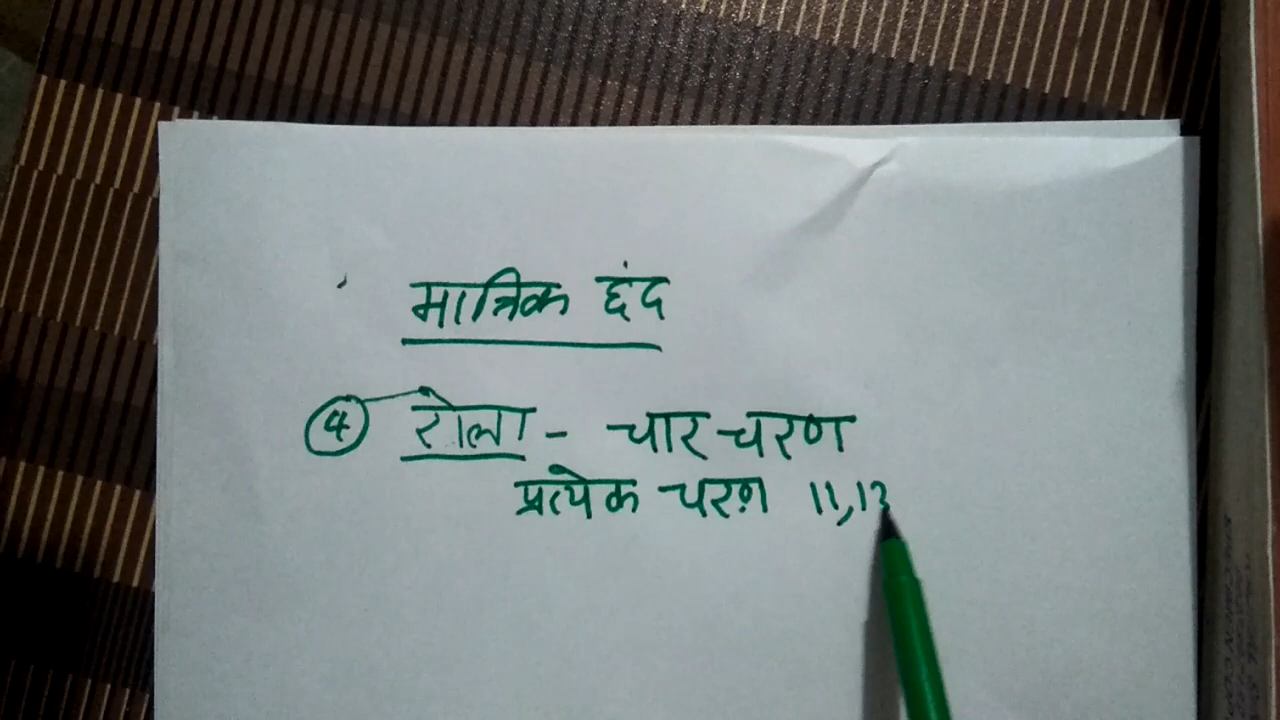 मात्रिक छंद
4 रोला - चार चरण
प्रत्येक चरण 11,13